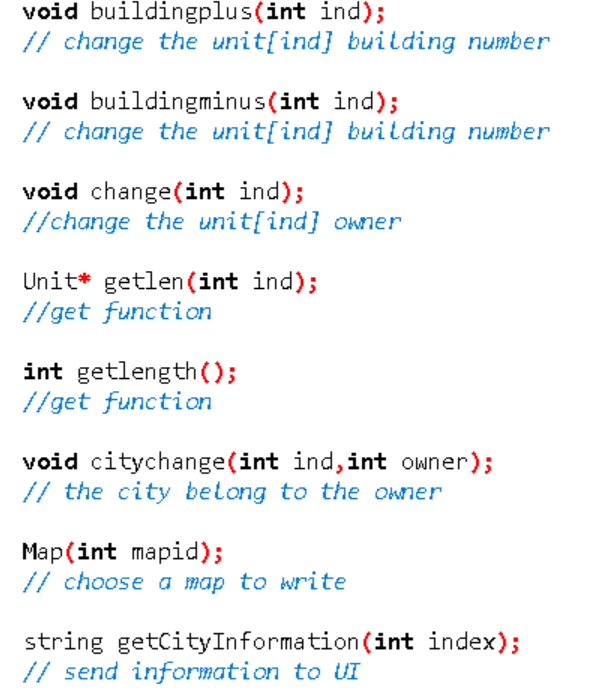 void buildingplus(int ind);
// change the unit[ind] building number
void buildingminus(int ind);
// change the unit[ind] building number
void change(int ind);
//change the unit[ind] owner
Unit* getlen(int ind);
//get function
int getlength();
//get function
void citychange(int ind,int owner);
// the city belong to the owner
Map(int mapid);
// choose a map to write
string getCityInformation(int index);
// send information to UI